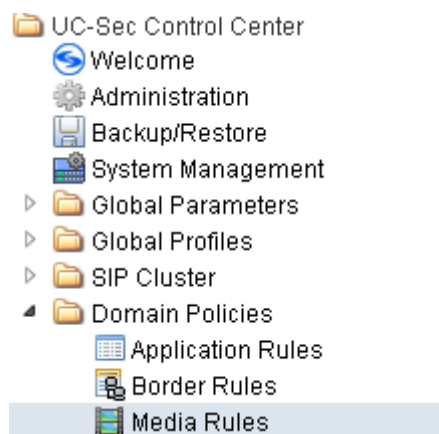 UC-Sec Control Center
Welcome
Administration
Backup/Restore
System Management
Global Parameters
Global Profiles
SIP Cluster
Domain Policies
Application Rules
Border Rules
Media Rules